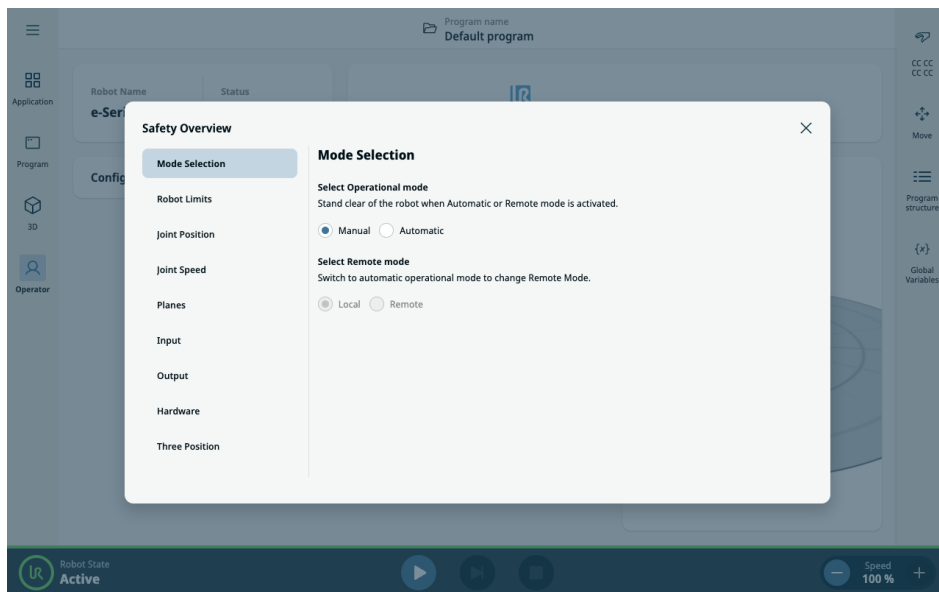 Program name
Default program
Application
Program
3D
Operator
Robot Name
Status
e-Seri
Config
Safety Overview
Mode Selection
Robot Limits
Joint Position
Joint Speed
Planes
Input
Output
Hardware
Three Position
Mode Selection
Select Operational mode
Stand clear of the robot when Automatic or Remote mode is activated.
Manual Automatic
Select Remote mode
Switch to automatic operational mode to change Remote Mode.
Local Remote
CC CC
CC CC
Move
Program
structure
{x}
Global
Variables
Robot State
Active
Speed
100 %